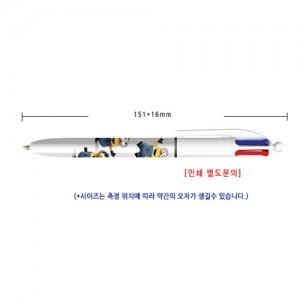 151*16mm
[인쇄 별도문의]
(*사이즈는 측정 위치에 따라 약간의 오차가 생길수 있습니다.)